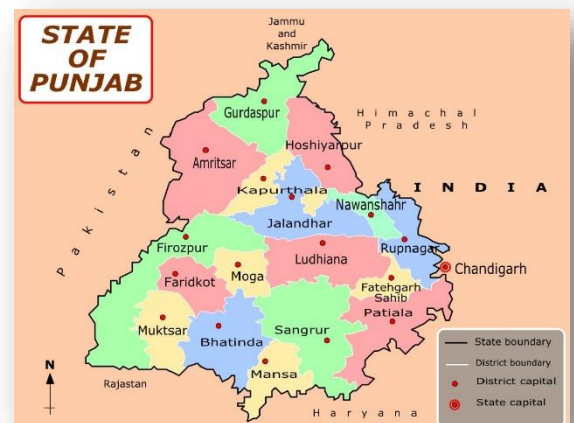 STATE
OF
PUNJAB
Jammu
and
Kashmir
Gurdaspur
Himachal
Pradesh
Hoshiyarpur
Amritsar
Pakistan
Kapurthala
INDIA
Nawanshahr
Jalandhar
Firozpur
Rupnagar
Ludhiana
Chandigarh
Moga
Faridkot
Fatehgarh
Sahib
Patiala
Muktsar
Sangrur
Bhatinda
Mansa
N
Rajastan
Haryana
State boundary
District boundary
District capital
State capital